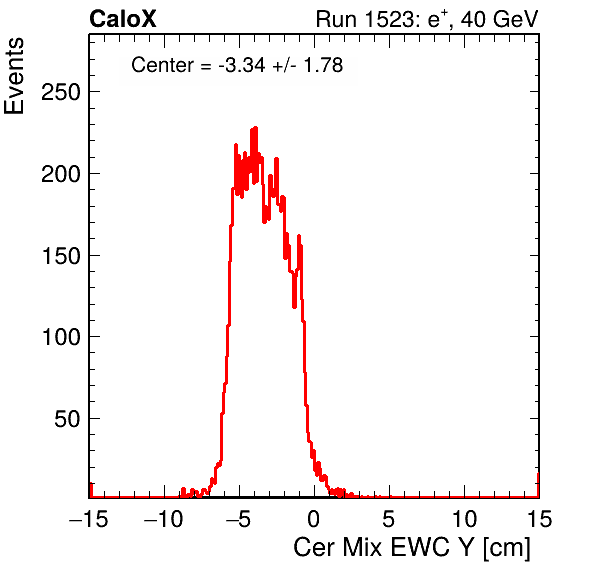 CaloX Run 1523: e⁺, 40 GeV
Center = -3.34 +/- 1.78
Events
250
200
150
100
50
−15 −10 −5 0 5 10 15
Cer Mix EWC Y [cm]